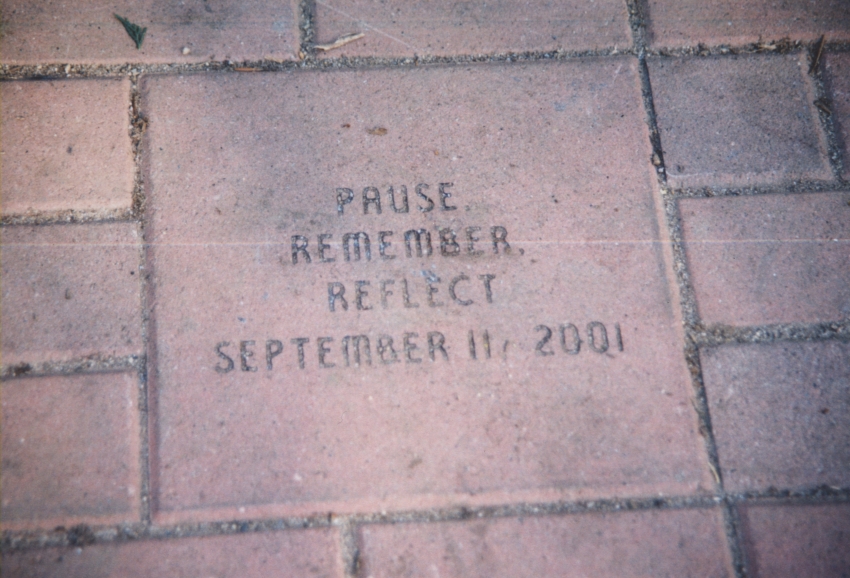 PAUSE.
REMEMBER.
REFLECT
SEPTEMBER 11, 2001